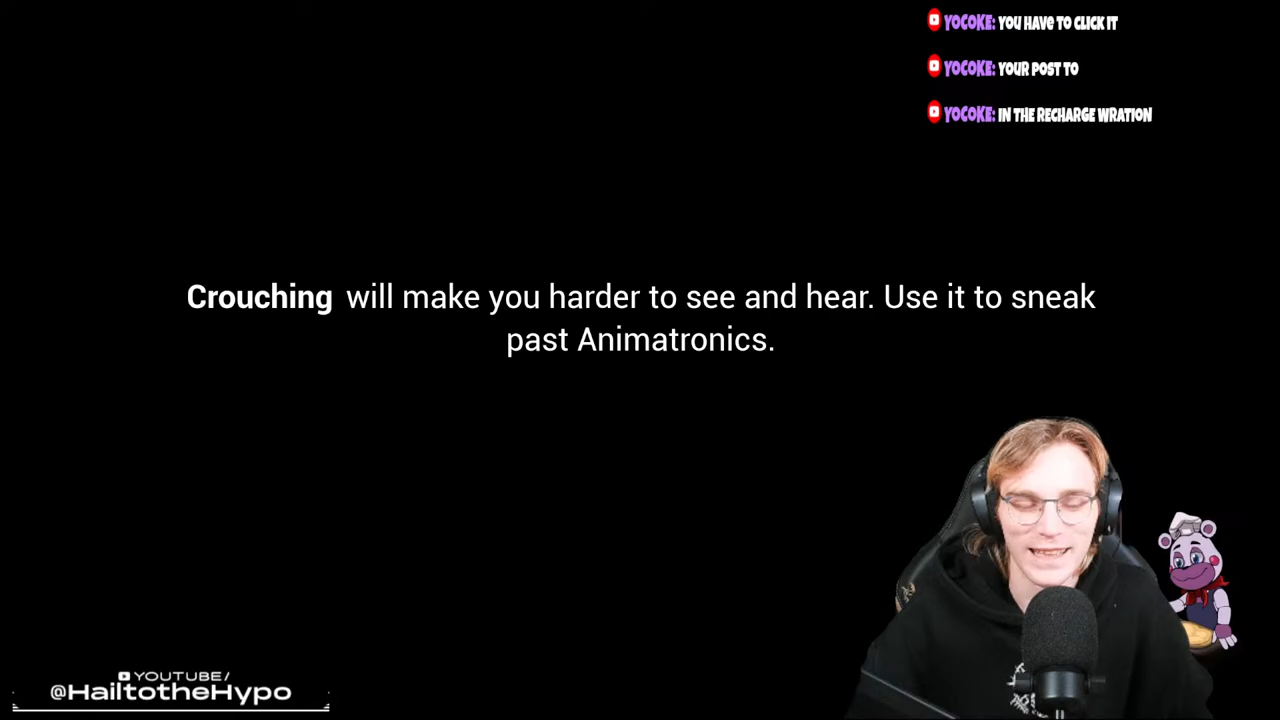 YOCOKE: YOU HAVE TO CLICK IT
YOCOKE: YOUR POST TO
YOCOKE: IN THE RECHARGE WRATION
Crouching will make you harder to see and hear. Use it to sneak
past Animatronics.
YOUTUBE/
@HailtotheHypo